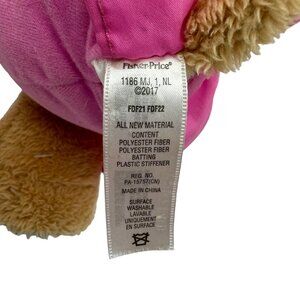 Fisher-Price®
1186 MJ, 1, NL
©2017
FDF21 FDF22
ALL NEW MATERIAL
CONTENT
POLYESTER FIBER
POLYESTER FIBER
BATTING
PLASTIC STIFFENER
REG. NO.
PA-15757(CN)
MADE IN CHINA
SURFACE
WASHABLE
LAVABLE
UNIQUEMENT
EN SURFACE